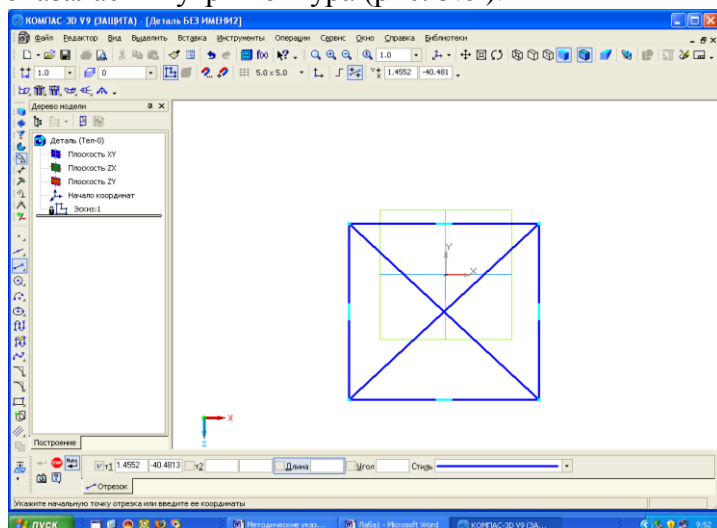 КОМПАС-3D V9 (ЗАЩИТА) - [Деталь БЕЗ ИМЕНИ2]
Файл Редактор Вид Выделить Вставка Инструменты Операции Сервис Окно Справка Библиотеки
1.0
1.0 0 5.0 x 5.0 1.4552 -40.481
Дерево модели
Деталь (Тел-0)
Плоскость XY
Плоскость ZX
Плоскость ZY
Начало координат
Эскиз:1
Y
X
X
Z
Построение
т1 1.4552 -40.4813 т2 Длина Угол Стиль
Отрезок
Укажите начальную точку отрезка или введите ее координаты
пуск Методические указ... Лаба1 - Microsoft Word КОМПАС-3D V9 (ЗА... 9:52